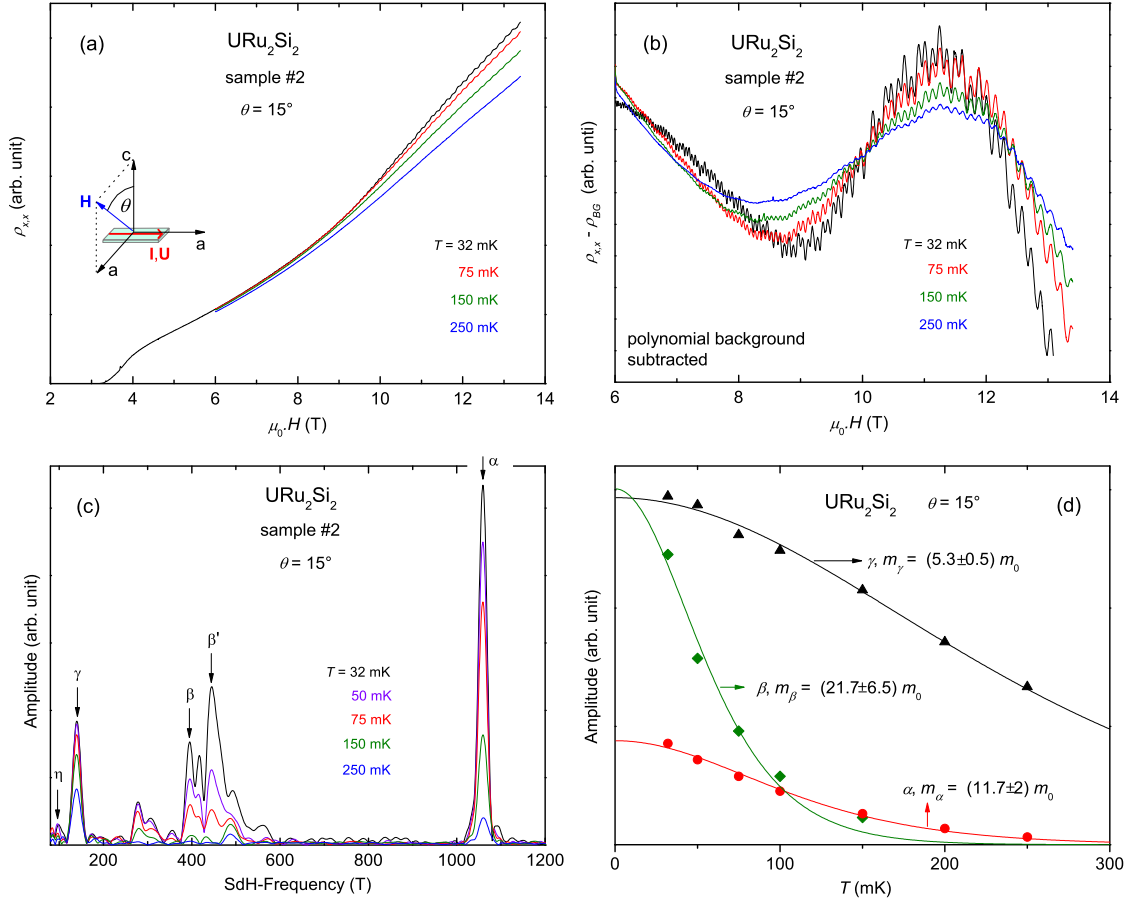 (a)
URu₂Si₂
sample #2
θ = 15°
ρx,x (arb. unit)
c
H
θ
a
I,U
a
T = 32 mK
75 mK
150 mK
250 mK
2 4 6 8 10 12 14
μ₀.H (T)
(b)
URu₂Si₂
sample #2
θ = 15°
ρx,x - ρBG (arb. unti)
T = 32 mK
75 mK
150 mK
250 mK
polynomial background
subtracted
6 8 10 12 14
μ₀.H (T)
α
URu₂Si₂
(c)
sample #2
θ = 15°
Amplitude (arb. unit)
β'
γ
β
η
T = 32 mK
50 mK
75 mK
150 mK
250 mK
200 400 600 800 1000 1200
SdH-Frequency (T)
URu₂Si₂ θ = 15° (d)
γ, mγ = (5.3±0.5) m₀
Amplitude (arb. unit)
β, mβ = (21.7±6.5) m₀
α, mα = (11.7±2) m₀
0 100 200 300
T (mK)